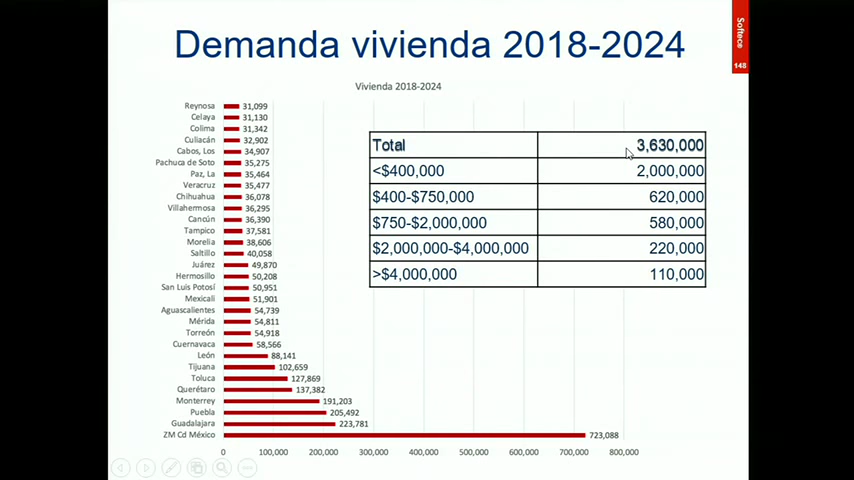 Demanda vivienda 2018-2024
Softec
148
Vivienda 2018-2024
Reynosa 31,099
Celaya 31,130
Colima 31,342
Culiacán 32,902
Cabos, Los 34,907
Pachuca de Soto 35,275
Paz, La 35,464
Veracruz 35,477
Chihuahua 36,078
Villahermosa 36,295
Cancún 36,390
Tampico 37,581
Morelia 38,606
Saltillo 40,058
Juárez 49,870
Hermosillo 50,208
San Luis Potosí 50,951
Mexicali 51,901
Aguascalientes 54,739
Mérida 54,811
Torreón 54,918
Cuernavaca 58,566
León 88,141
Tijuana 102,659
Toluca 127,869
Querétaro 137,382
Monterrey 191,203
Puebla 205,492
Guadalajara 223,781
ZM Cd México 723,088
0 100,000 200,000 300,000 400,000 500,000 600,000 700,000 800,000
Total 3,630,000
<$400,000 2,000,000
$400-$750,000 620,000
$750-$2,000,000 580,000
$2,000,000-$4,000,000 220,000
>$4,000,000 110,000